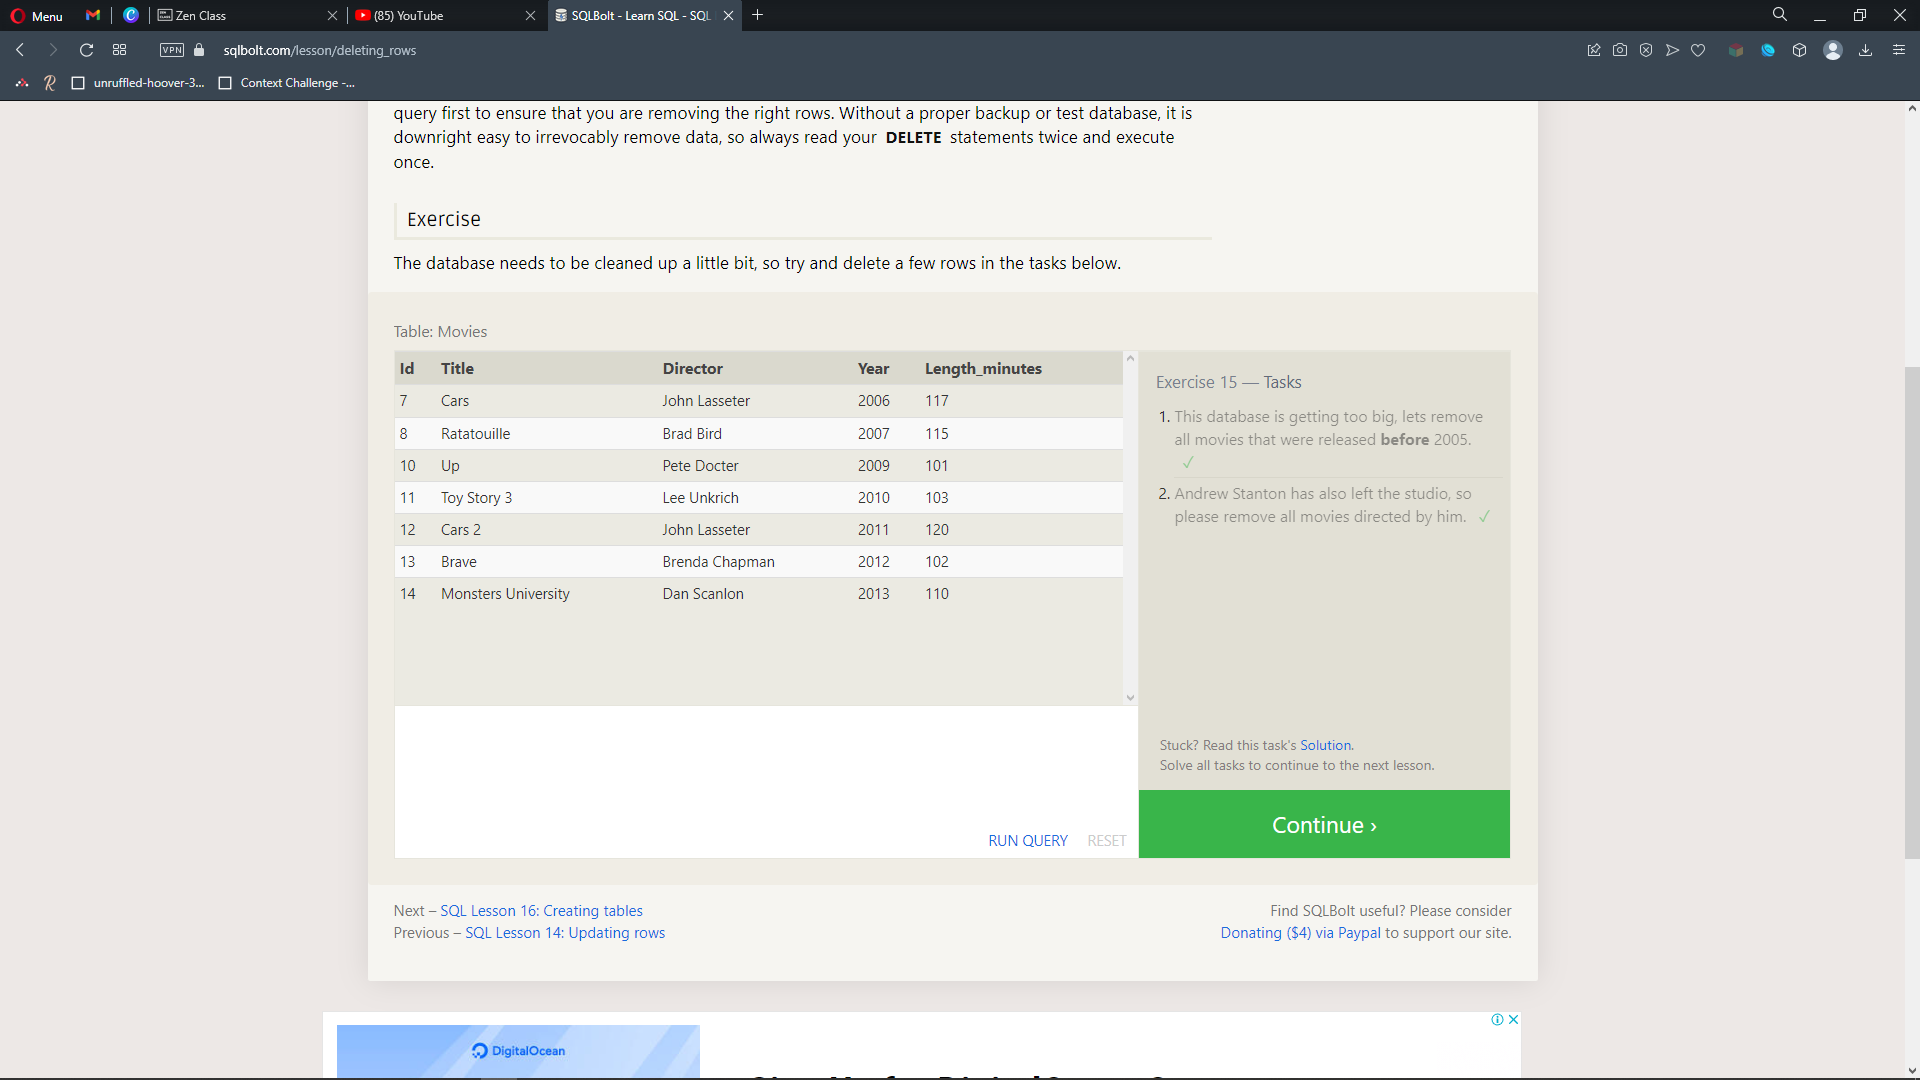 Menu
Zen Class
(85) YouTube
SQLBolt - Learn SQL - SQL
VPN
sqlbolt.com/lesson/deleting_rows
unruffled-hoover-3...
Context Challenge -...
query first to ensure that you are removing the right rows. Without a proper backup or test database, it is
downright easy to irrevocably remove data, so always read your DELETE statements twice and execute
once.
Exercise
The database needs to be cleaned up a little bit, so try and delete a few rows in the tasks below.
Table: Movies
Id Title Director Year Length_minutes
7 Cars John Lasseter 2006 117
8 Ratatouille Brad Bird 2007 115
10 Up Pete Docter 2009 101
11 Toy Story 3 Lee Unkrich 2010 103
12 Cars 2 John Lasseter 2011 120
13 Brave Brenda Chapman 2012 102
14 Monsters University Dan Scanlon 2013 110
RUN QUERY RESET
Exercise 15 — Tasks
1. This database is getting too big, lets remove
all movies that were released before 2005.
✓
2. Andrew Stanton has also left the studio, so
please remove all movies directed by him. ✓
Stuck? Read this task's Solution.
Solve all tasks to continue to the next lesson.
Continue ›
Next – SQL Lesson 16: Creating tables
Previous – SQL Lesson 14: Updating rows
Find SQLBolt useful? Please consider
Donating ($4) via Paypal to support our site.
DigitalOcean